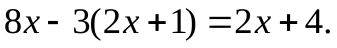 8x − 3(2x + 1) = 2x + 4.